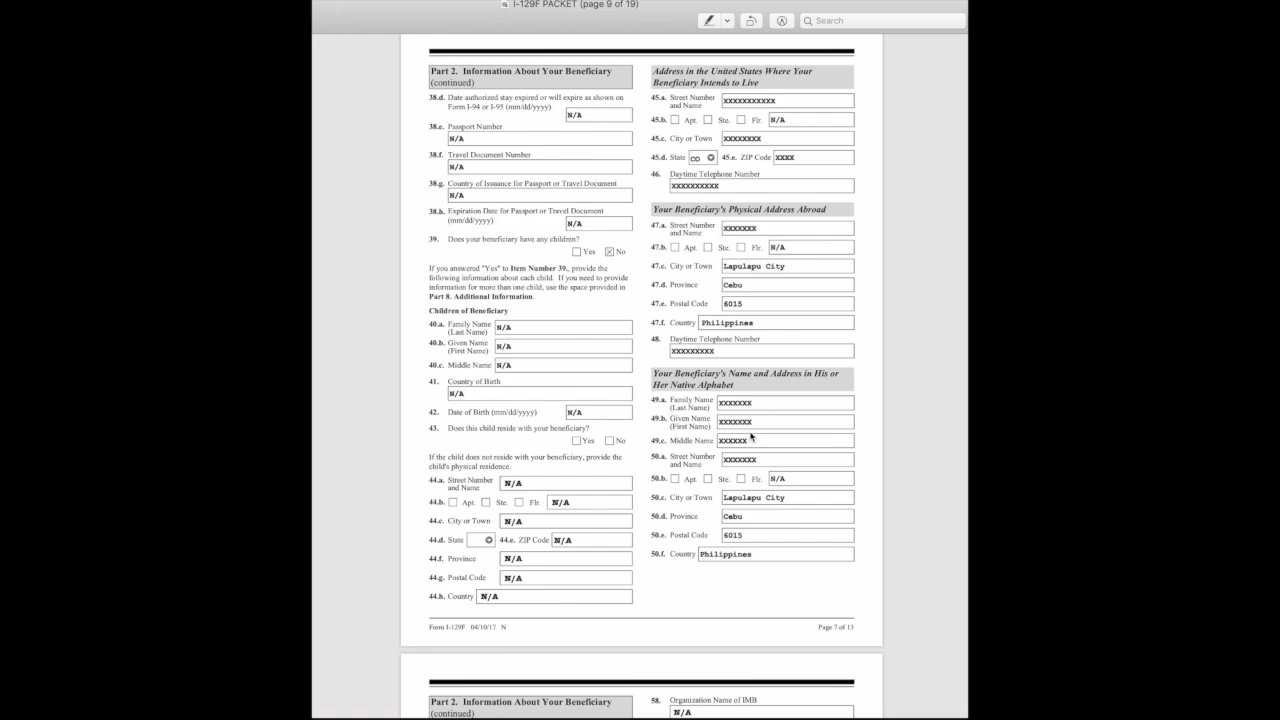 I-129F PACKET (page 9 of 19)
Search
Part 2. Information About Your Beneficiary
(continued)
38.d. Date authorized stay expired or will expire as shown on
Form I-94 or I-95 (mm/dd/yyyy)
N/A
38.e. Passport Number
N/A
38.f. Travel Document Number
N/A
38.g. Country of Issuance for Passport or Travel Document
N/A
38.h. Expiration Date for Passport or Travel Document
(mm/dd/yyyy) N/A
39. Does your beneficiary have any children?
Yes No
If you answered "Yes" to Item Number 39., provide the
following information about each child. If you need to provide
information for more than one child, use the space provided in
Part 8. Additional Information.
Children of Beneficiary
40.a. Family Name
(Last Name) N/A
40.b. Given Name
(First Name) N/A
40.c. Middle Name N/A
41. Country of Birth
N/A
42. Date of Birth (mm/dd/yyyy) N/A
43. Does this child reside with your beneficiary?
Yes No
If the child does not reside with your beneficiary, provide the
child's physical residence.
44.a. Street Number
and Name N/A
44.b. Apt. Ste. Flr. N/A
44.c. City or Town N/A
44.d. State 44.e. ZIP Code N/A
44.f. Province N/A
44.g. Postal Code N/A
44.h. Country N/A
Address in the United States Where Your
Beneficiary Intends to Live
45.a. Street Number
and Name XXXXXXXXXXX
45.b. Apt. Ste. Flr. N/A
45.c. City or Town XXXXXXXX
45.d. State CO 45.e. ZIP Code XXXX
46. Daytime Telephone Number
XXXXXXXXXX
Your Beneficiary's Physical Address Abroad
47.a. Street Number
and Name XXXXXXX
47.b. Apt. Ste. Flr. N/A
47.c. City or Town Lapulapu City
47.d. Province Cebu
47.e. Postal Code 6015
47.f. Country Philippines
48. Daytime Telephone Number
XXXXXXXXX
Your Beneficiary's Name and Address in His or
Her Native Alphabet
49.a. Family Name
(Last Name) XXXXXXX
49.b. Given Name
(First Name) XXXXXXX
49.c. Middle Name XXXXXX
50.a. Street Number
and Name XXXXXXX
50.b. Apt. Ste. Flr. N/A
50.c. City or Town Lapulapu City
50.d. Province Cebu
50.e. Postal Code 6015
50.f. Country Philippines
Form I-129F 04/10/17 N Page 7 of 13
Part 2. Information About Your Beneficiary
(continued)
58. Organization Name of IMB
N/A